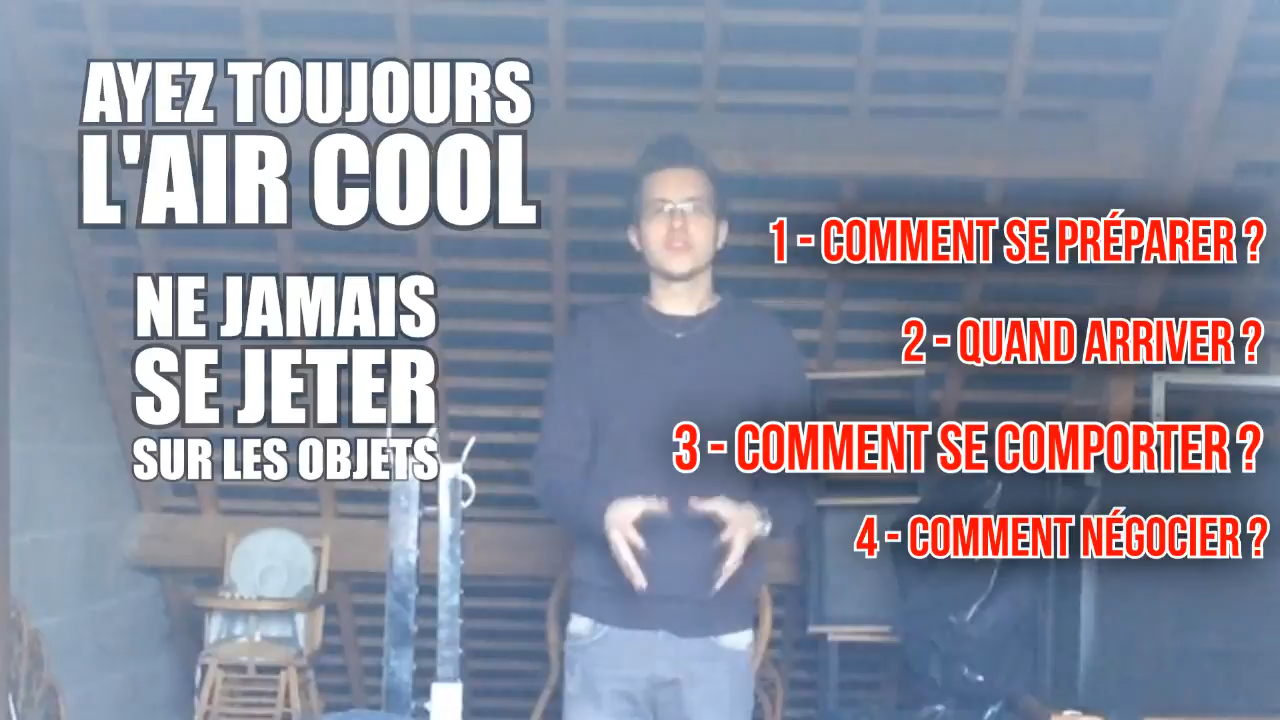 AYEZ TOUJOURS
L'AIR COOL
NE JAMAIS
SE JETER
SUR LES OBJETS
1 - COMMENT SE PRÉPARER ?
2 - QUAND ARRIVER ?
3 - COMMENT SE COMPORTER ?
4 - COMMENT NÉGOCIER ?